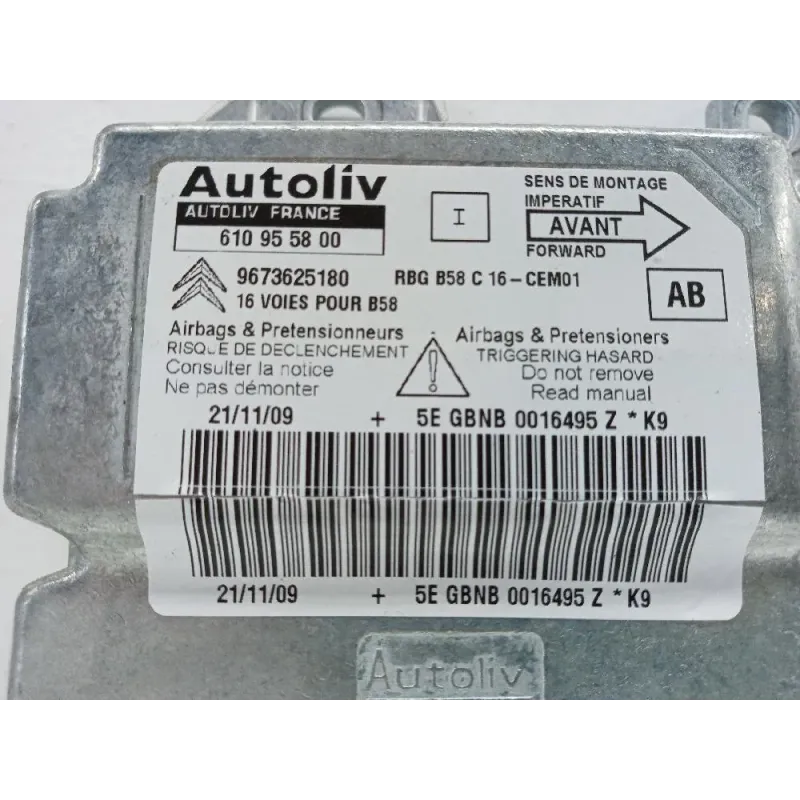 Autoliv
AUTOLIV FRANCE
610 95 58 00
I
SENS DE MONTAGE
IMPERATIF
AVANT
FORWARD
9673625180 RBG B58 C 16-CEM01
16 VOIES POUR B58
AB
Airbags & Pretensionneurs
RISQUE DE DECLENCHEMENT
Consulter la notice
Ne pas démonter
Airbags & Pretensioners
TRIGGERING HASARD
Do not remove
Read manual
21/11/09 + 5E GBNB 0016495 Z * K9
21/11/09 + 5E GBNB 0016495 Z * K9
Autoliv